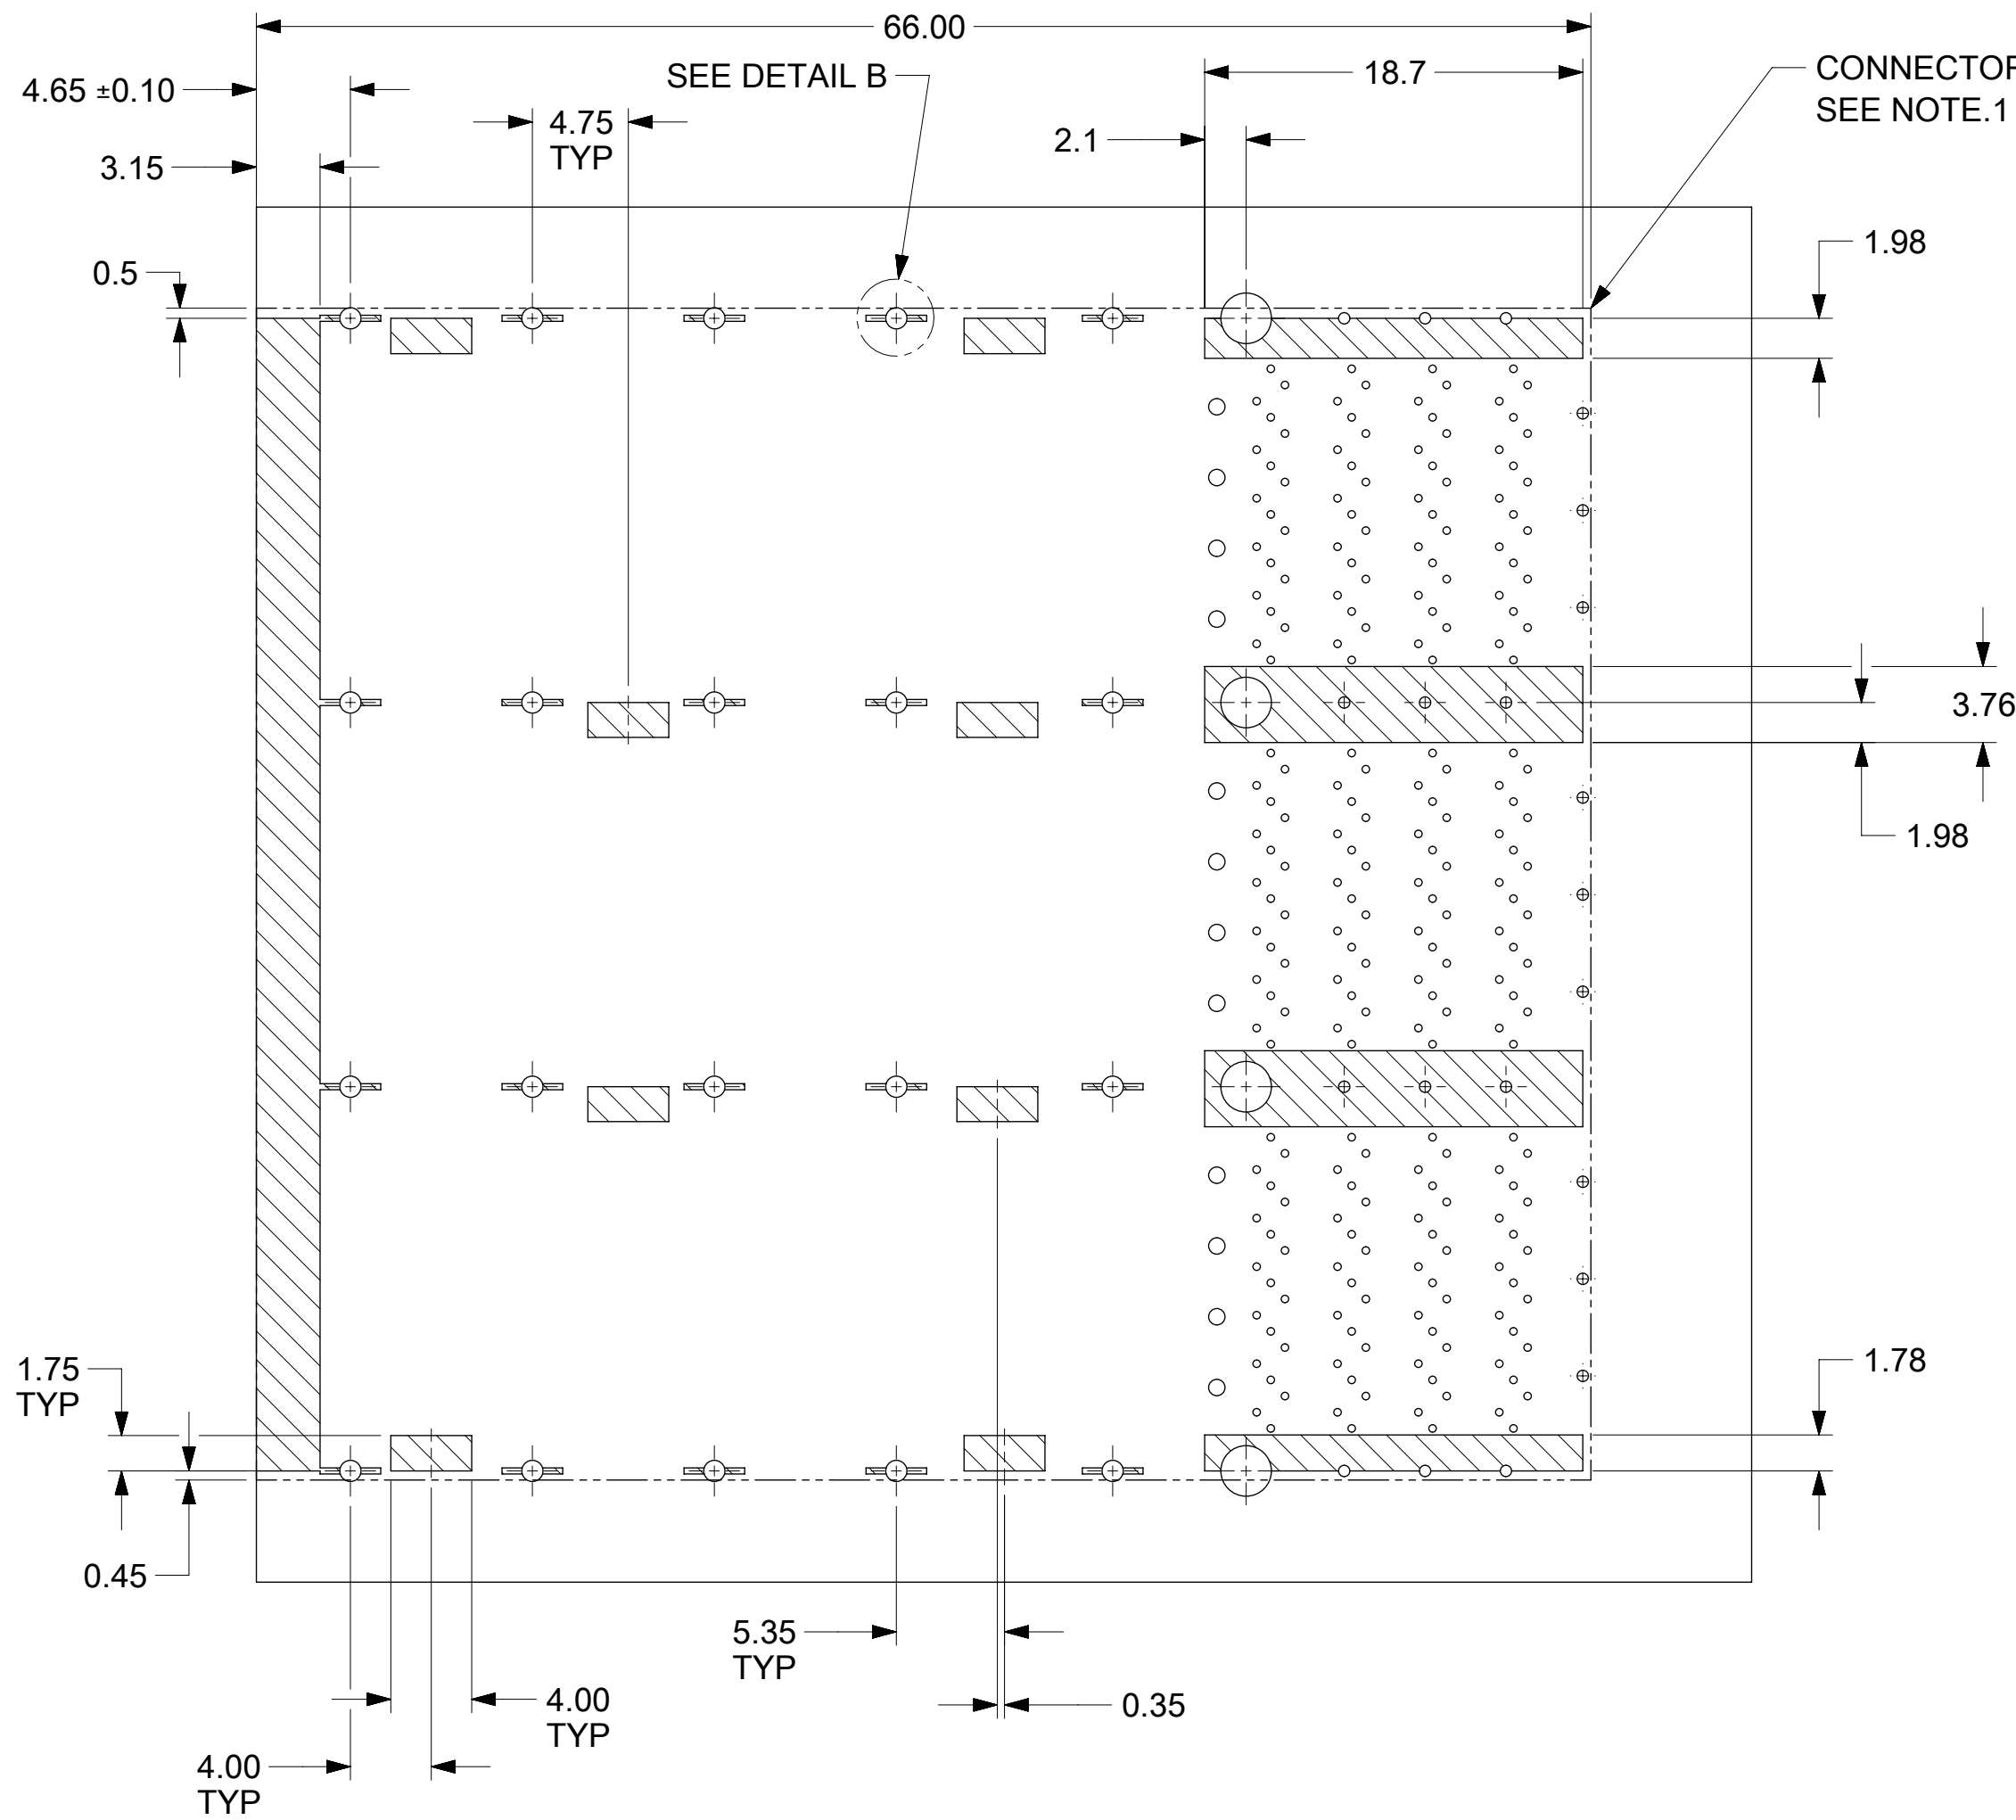 66.00
4.65 ±0.10
SEE DETAIL B
18.7
CONNECTOR
SEE NOTE.1
4.75
TYP
2.1
3.15
1.98
0.5
3.76
1.98
1.75
TYP
1.78
0.45
5.35
TYP
4.00
TYP
0.35
4.00
TYP